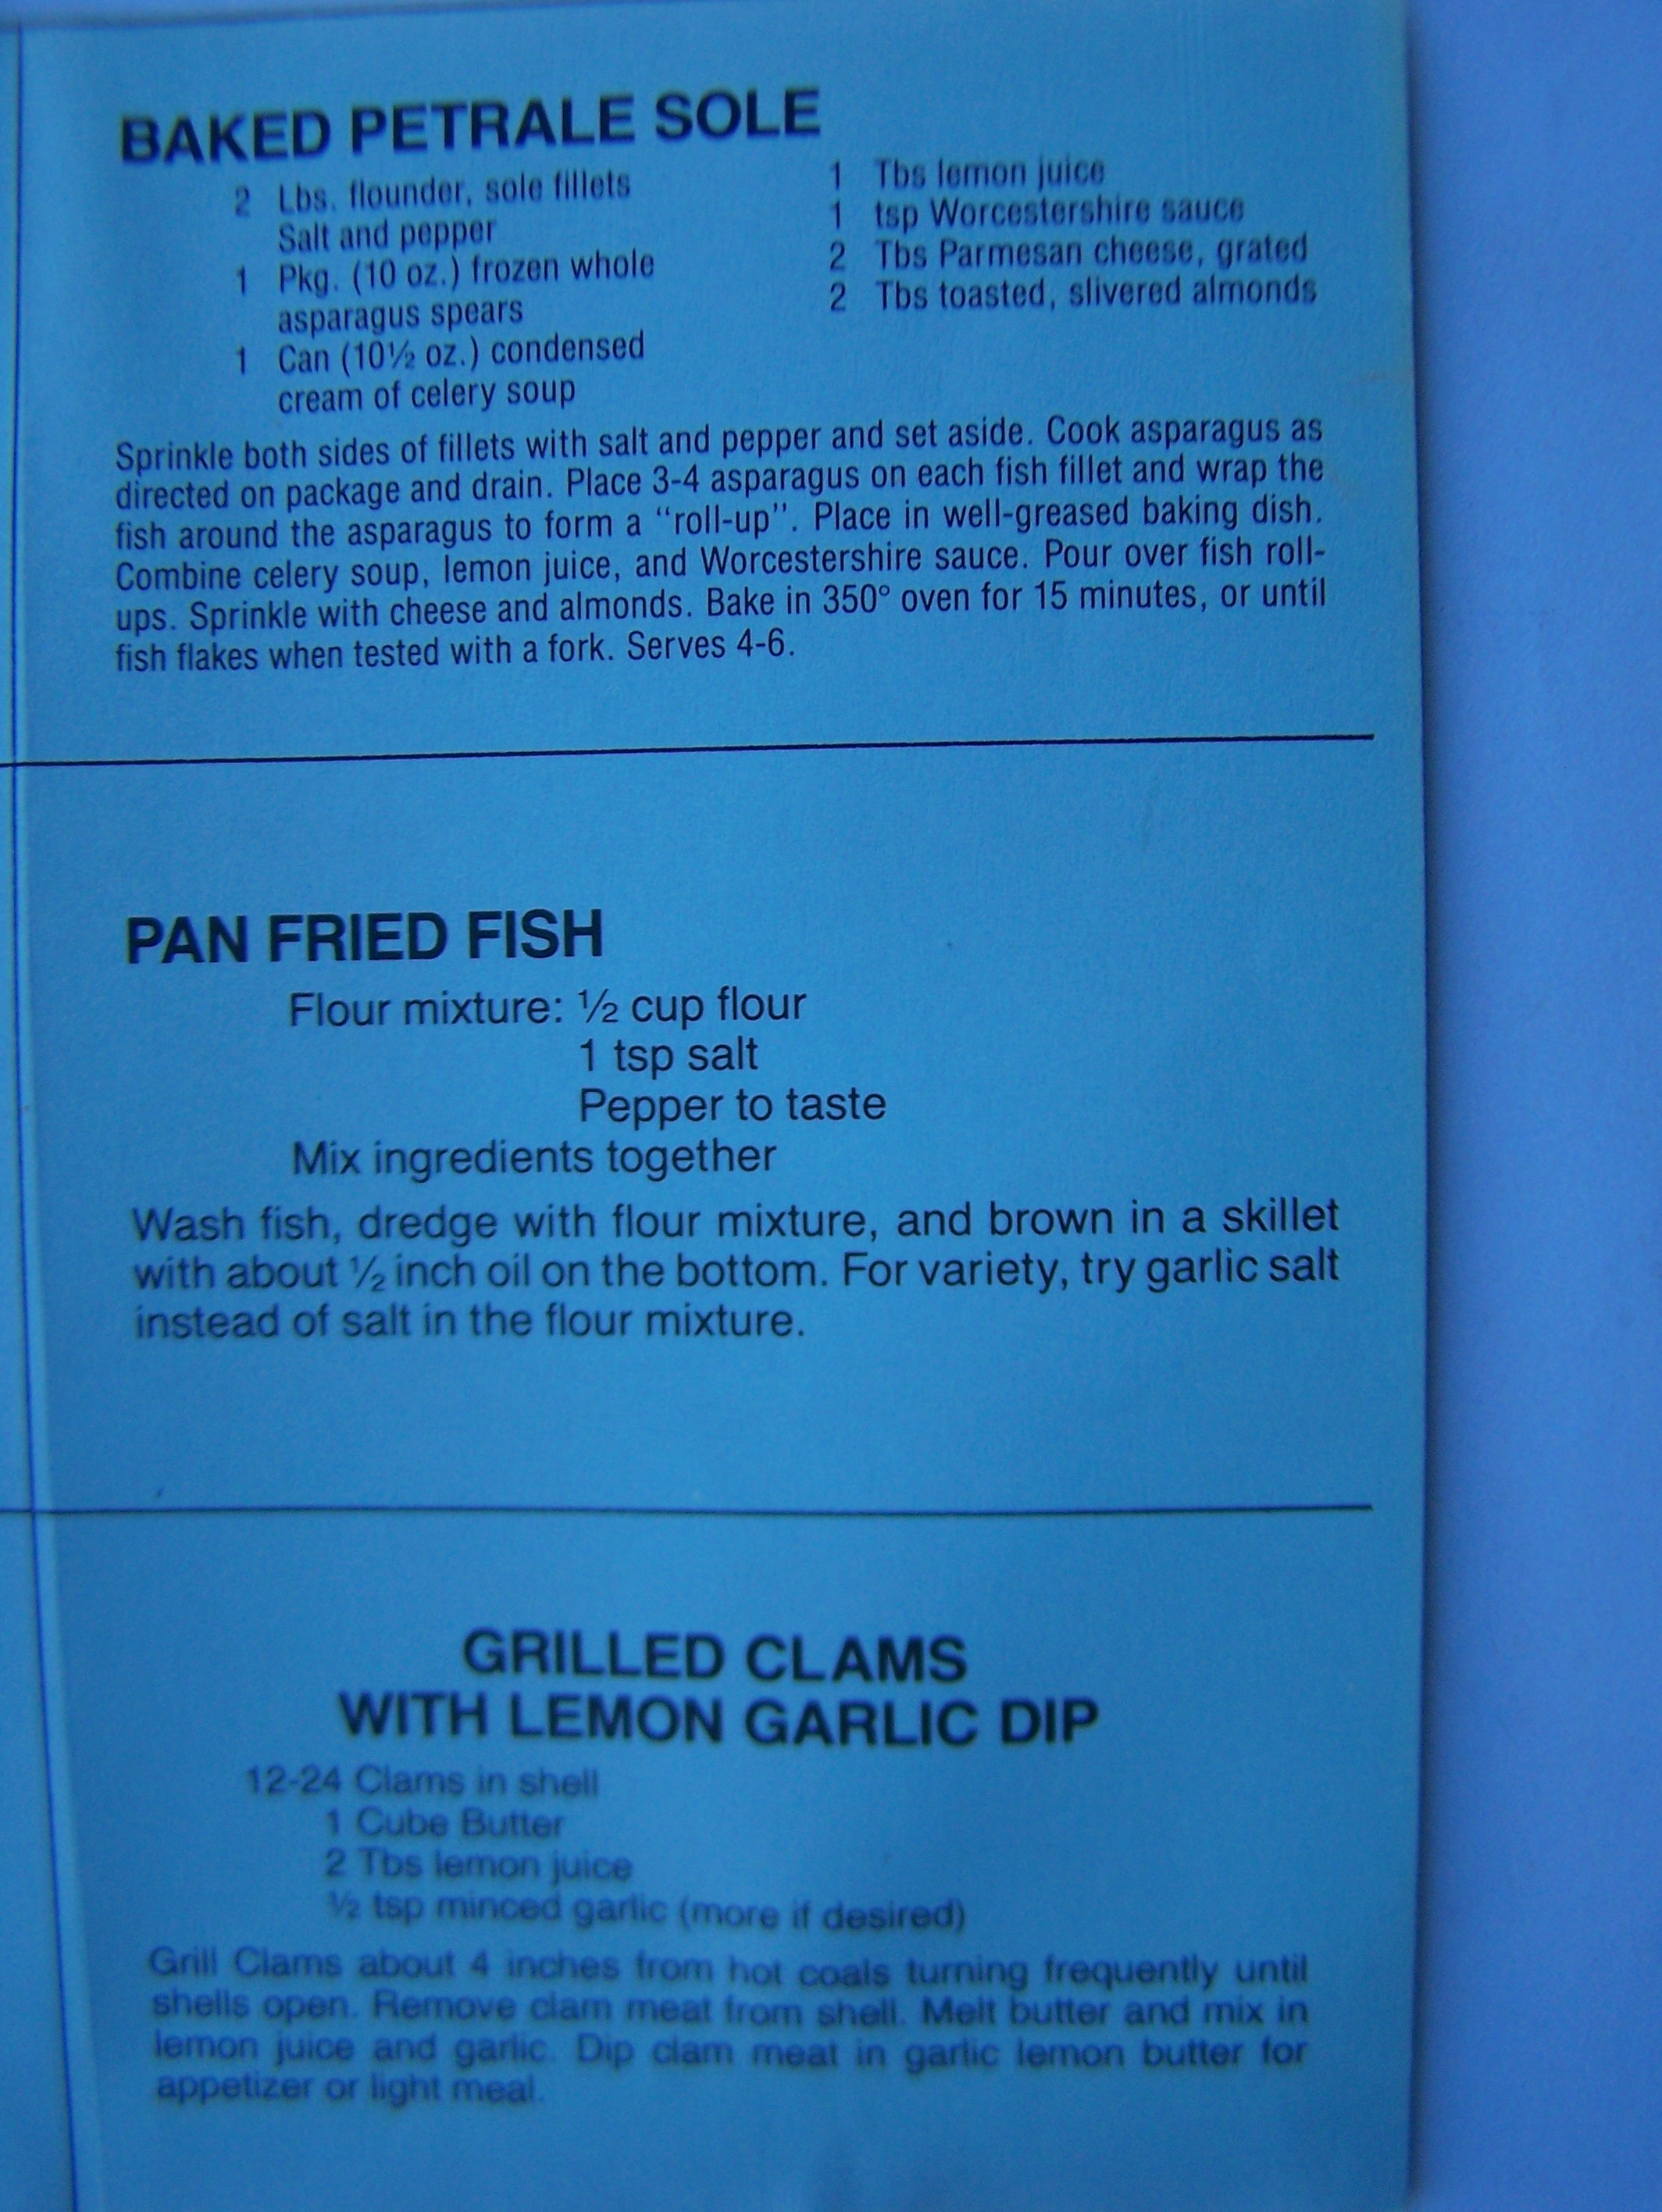 BAKED PETRALE SOLE
2 Lbs. flounder, sole fillets
Salt and pepper
1 Pkg. (10 oz.) frozen whole
asparagus spears
1 Can (10½ oz.) condensed
cream of celery soup
1 Tbs lemon juice
1 tsp Worcestershire sauce
2 Tbs Parmesan cheese, grated
2 Tbs toasted, slivered almonds
Sprinkle both sides of fillets with salt and pepper and set aside. Cook asparagus as
directed on package and drain. Place 3-4 asparagus on each fish fillet and wrap the
fish around the asparagus to form a “roll-up”. Place in well-greased baking dish.
Combine celery soup, lemon juice, and Worcestershire sauce. Pour over fish roll-
ups. Sprinkle with cheese and almonds. Bake in 350° oven for 15 minutes, or until
fish flakes when tested with a fork. Serves 4-6.
PAN FRIED FISH
Flour mixture: ½ cup flour
1 tsp salt
Pepper to taste
Mix ingredients together
Wash fish, dredge with flour mixture, and brown in a skillet
with about ½ inch oil on the bottom. For variety, try garlic salt
instead of salt in the flour mixture.
GRILLED CLAMS
WITH LEMON GARLIC DIP
12-24 Clams in shell
1 Cube Butter
2 Tbs lemon juice
½ tsp minced garlic (more if desired)
Grill Clams about 4 inches from hot coals turning frequently until
shells open. Remove clam meat from shell. Melt butter and mix in
lemon juice and garlic. Dip clam meat in garlic lemon butter for
appetizer or light meal.